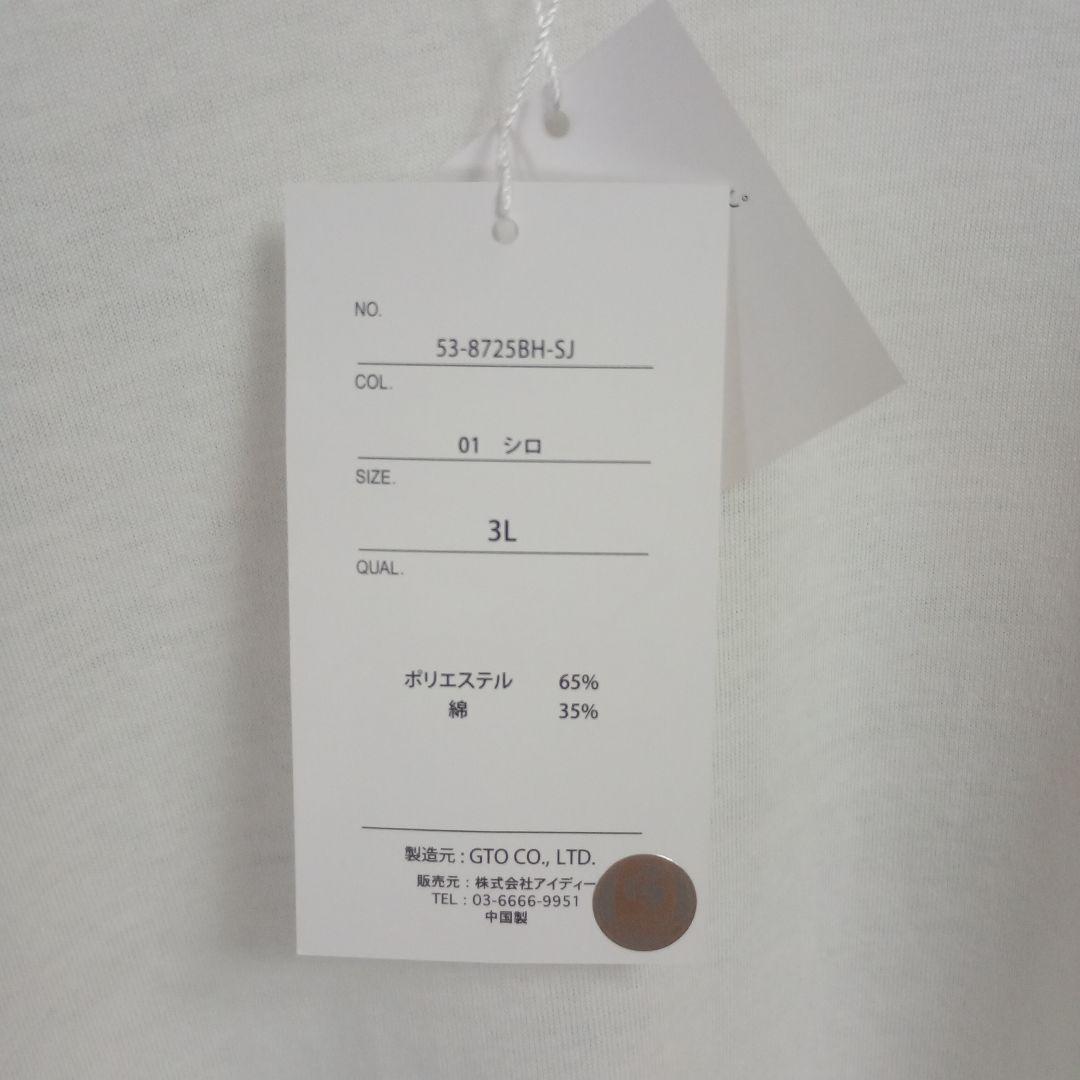 NO.
53-8725BH-SJ
COL.
01 シロ
SIZE.
3L
QUAL.
ポリエステル 65%
綿 35%
製造元 : GTO CO., LTD.
販売元 : 株式会社アイディー
TEL : 03-6666-9951
中国製